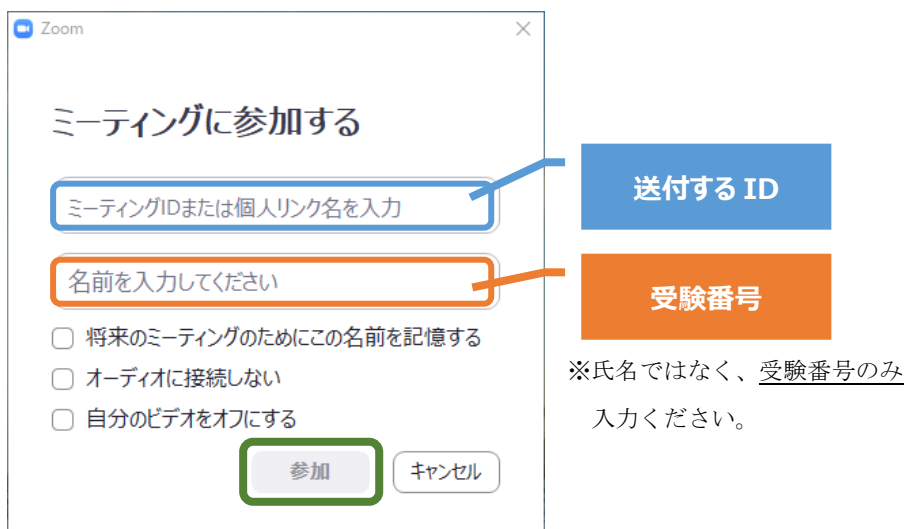 Zoom
ミーティングに参加する
ミーティングIDまたは個人リンク名を入力
送付する ID
名前を入力してください
受験番号
将来のミーティングのためにこの名前を記憶する
オーディオに接続しない
自分のビデオをオフにする
※氏名ではなく、受験番号のみ
入力ください。
参加
キャンセル